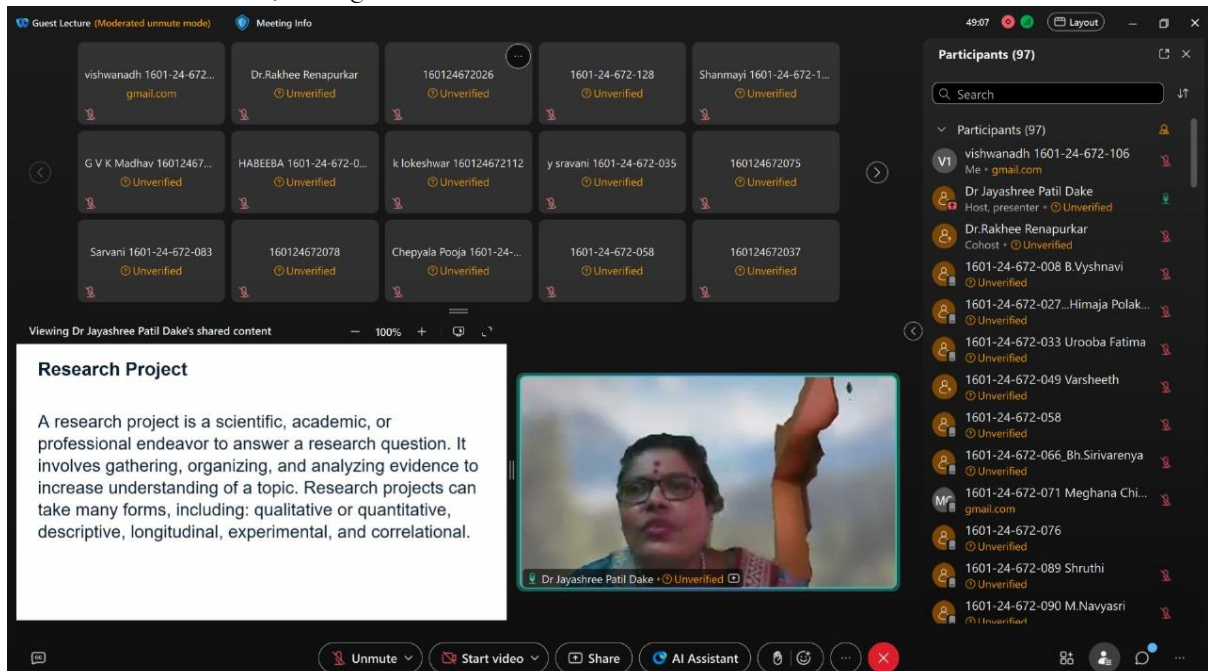 Guest Lecture (Moderated unmute mode)
Meeting Info
49:07
Layout
vishwanadh 1601-24-672...
gmail.com
Dr.Rakhee Renapurkar
Unverified
160124672026
Unverified
1601-24-672-128
Unverified
Shanmayi 1601-24-672-1...
Unverified
G V K Madhav 16012467...
Unverified
HABEEBA 1601-24-672-0...
Unverified
k lokeshwar 160124672112
Unverified
y sravani 1601-24-672-035
Unverified
160124672075
Unverified
Sarvani 1601-24-672-083
Unverified
160124672078
Unverified
Chepyala Pooja 1601-24-...
Unverified
1601-24-672-058
Unverified
160124672037
Unverified
Viewing Dr Jayashree Patil Dake's shared content
100%
Research Project
A research project is a scientific, academic, or
professional endeavor to answer a research question. It
involves gathering, organizing, and analyzing evidence to
increase understanding of a topic. Research projects can
take many forms, including: qualitative or quantitative,
descriptive, longitudinal, experimental, and correlational.
Dr Jayashree Patil Dake • Unverified
Participants (97)
Search
Participants (97)
V1
vishwanadh 1601-24-672-106
Me • gmail.com
Dr Jayashree Patil Dake
Host, presenter • Unverified
Dr.Rakhee Renapurkar
Cohost • Unverified
1601-24-672-008 B.Vyshnavi
Unverified
1601-24-672-027...Himaja Polak...
Unverified
1601-24-672-033 Urooba Fatima
Unverified
1601-24-672-049 Varsheeth
Unverified
1601-24-672-058
Unverified
1601-24-672-066_Bh.Sirivarenya
Unverified
MC
1601-24-672-071 Meghana Chi...
gmail.com
1601-24-672-076
Unverified
1601-24-672-089 Shruthi
Unverified
1601-24-672-090 M.Navyasri
Unverified
Unmute
Start video
Share
AI Assistant